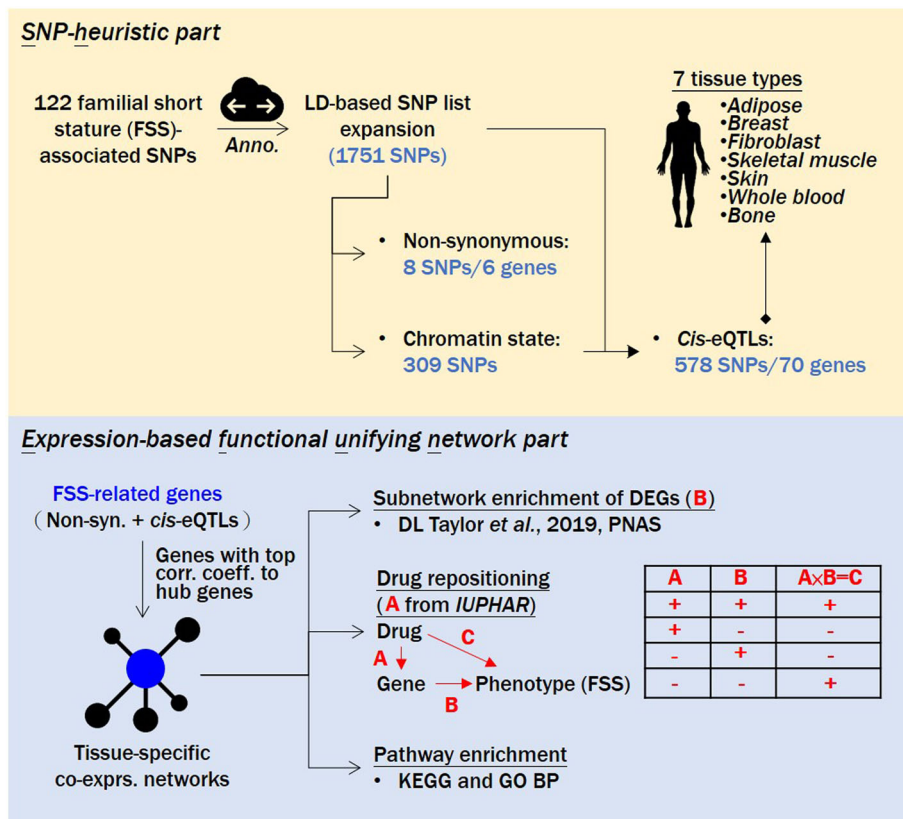 SNP-heuristic part
122 familial short
stature (FSS)-
associated SNPs
Anno.
LD-based SNP list
expansion
(1751 SNPs)
7 tissue types
•Adipose
•Breast
•Fibroblast
•Skeletal muscle
•Skin
•Whole blood
•Bone
• Non-synonymous:
8 SNPs/6 genes
• Chromatin state:
309 SNPs
• Cis-eQTLs:
578 SNPs/70 genes
Expression-based functional unifying network part
FSS-related genes
(Non-syn. + cis-eQTLs)
Genes with top
corr. coeff. to
hub genes
Tissue-specific
co-exprs. networks
Subnetwork enrichment of DEGs (B)
• DL Taylor et al., 2019, PNAS
Drug repositioning
(A from IUPHAR)
Drug
C
A
Gene
Phenotype (FSS)
B
A B A×B=C
+ + +
+ - -
- + -
- - +
Pathway enrichment
• KEGG and GO BP